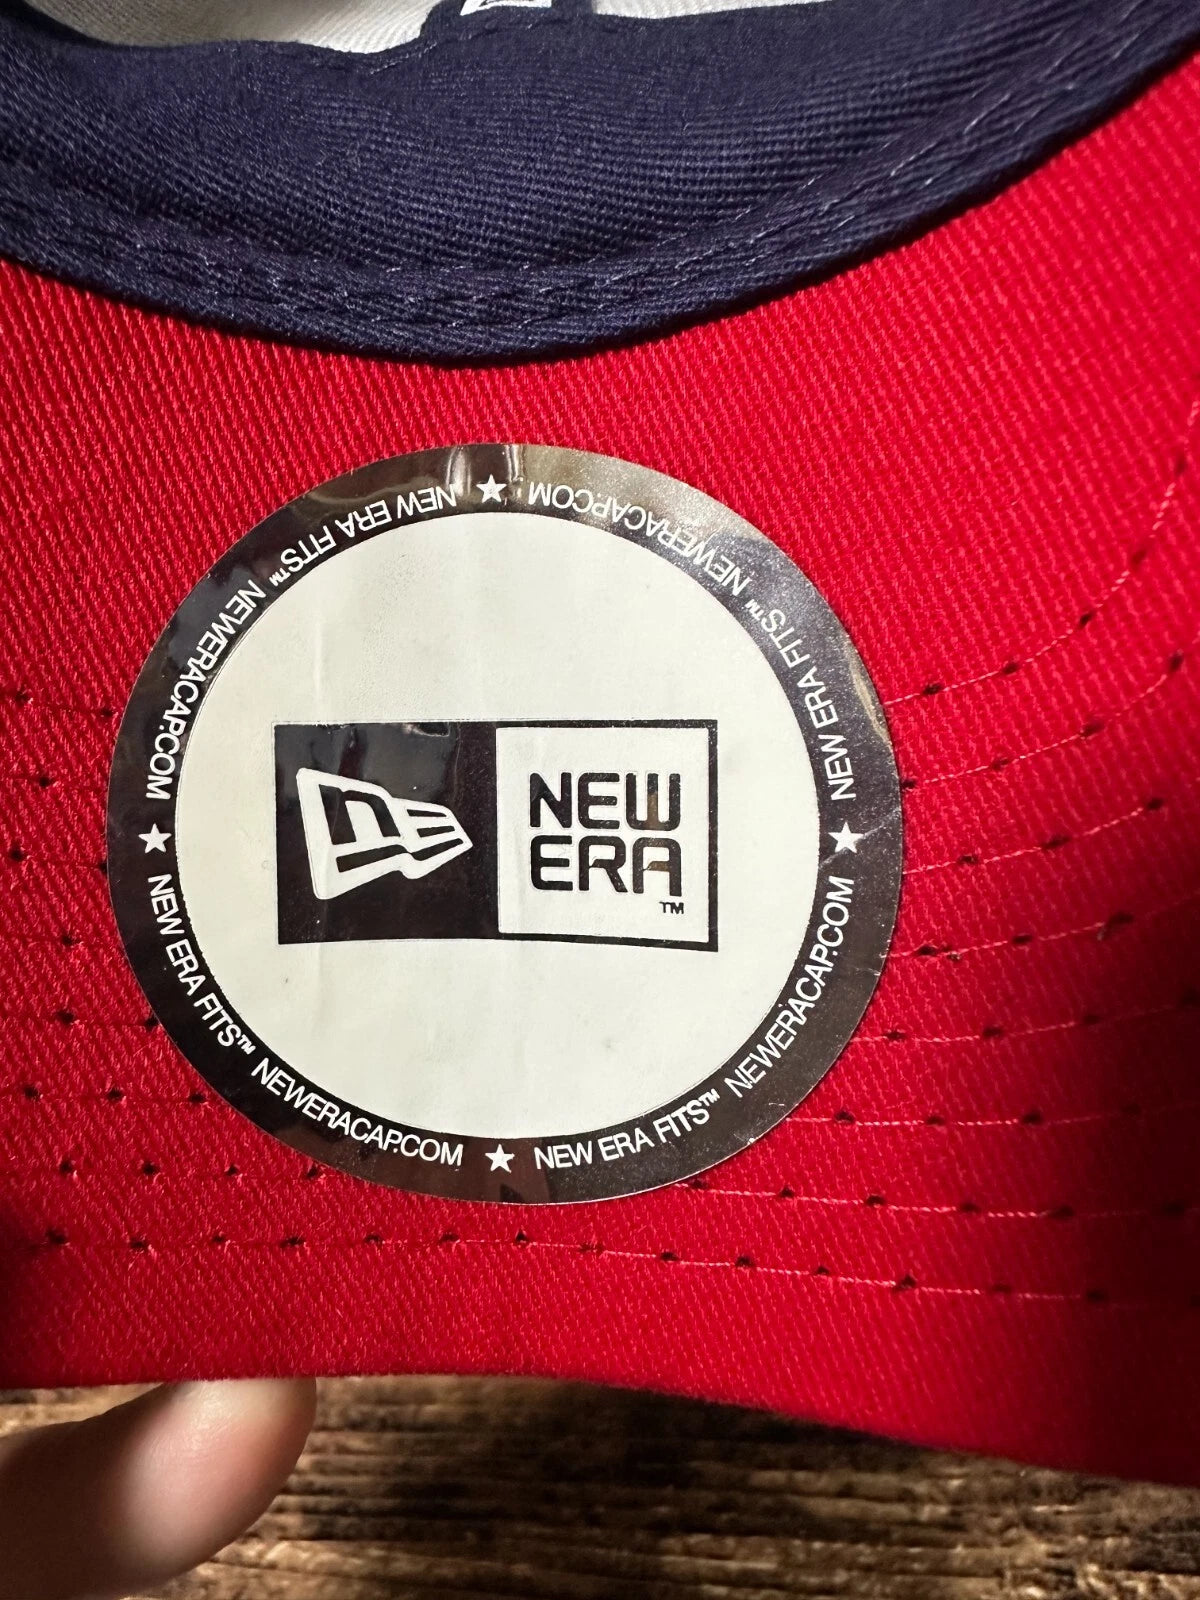 NEW ERA FITS™ NEWERACAP.COM
★ NEW ERA FITS™ NEWERACAP.COM
★ NEW ERA FITS™ NEWERACAP.COM
★ NEW ERA FITS™ NEWERACAP.COM ★
NEW
ERA
™